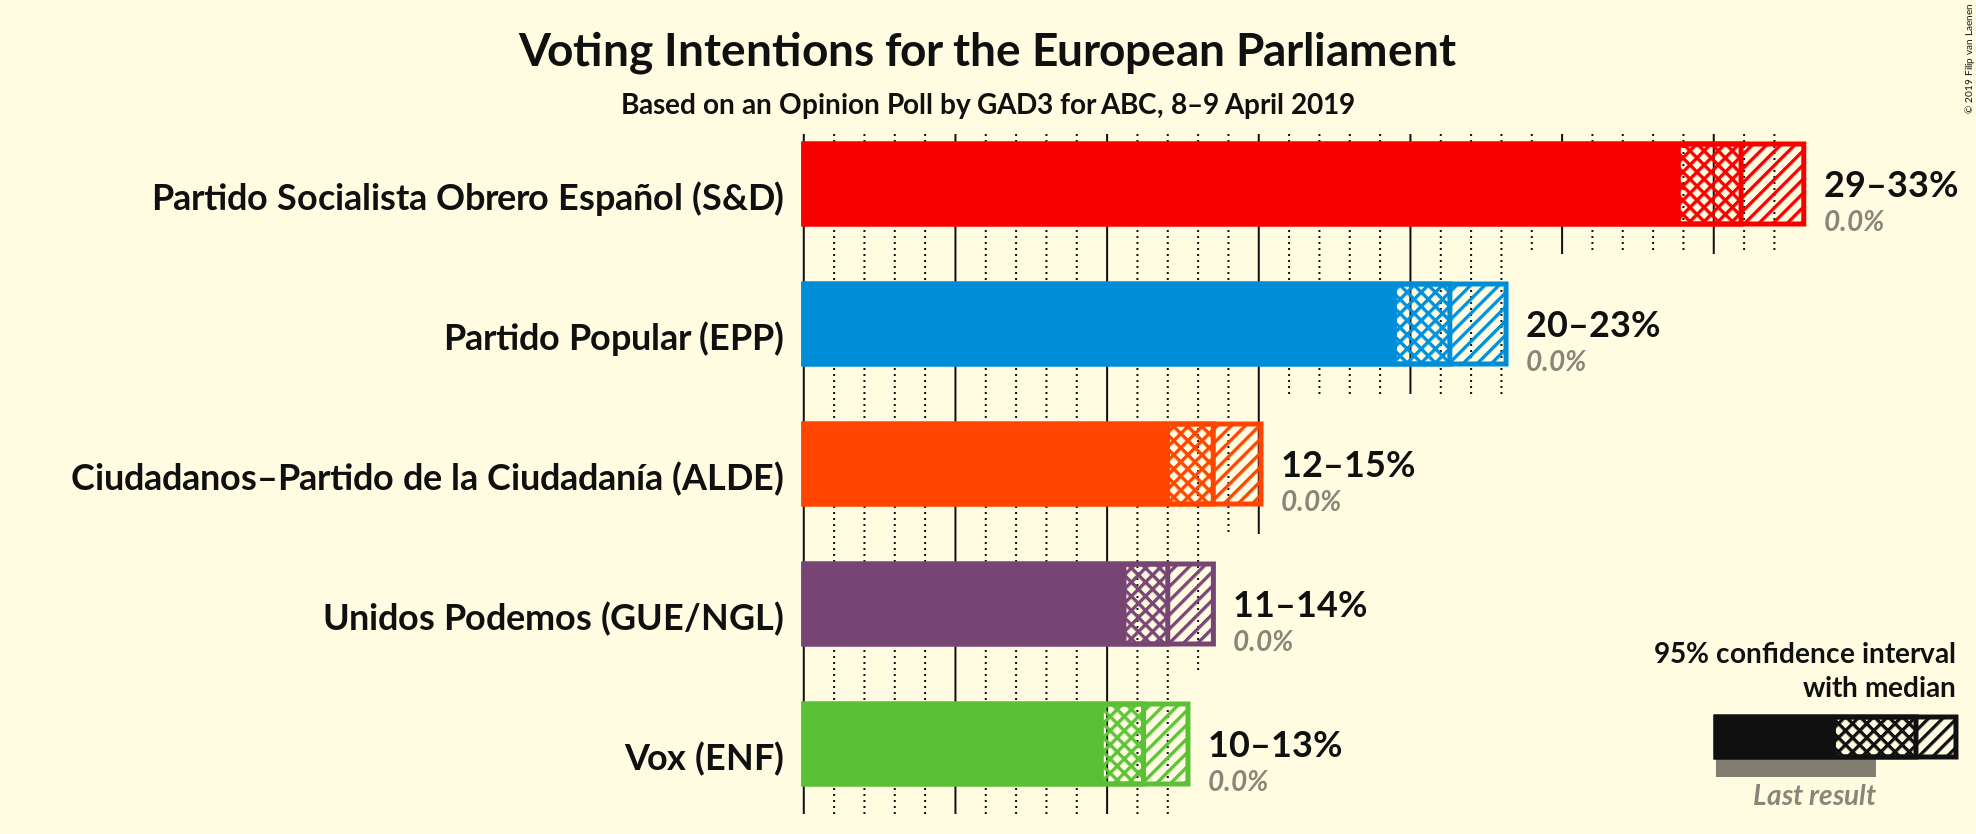 Voting Intentions for the European Parliament
Based on an Opinion Poll by GAD3 for ABC, 8–9 April 2019
© 2019 Filip van Laenen
Partido Socialista Obrero Español (S&D)
29–33%
0.0%
Partido Popular (EPP)
20–23%
0.0%
Ciudadanos–Partido de la Ciudadanía (ALDE)
12–15%
0.0%
Unidos Podemos (GUE/NGL)
11–14%
0.0%
Vox (ENF)
10–13%
0.0%
95% confidence interval
with median
Last result